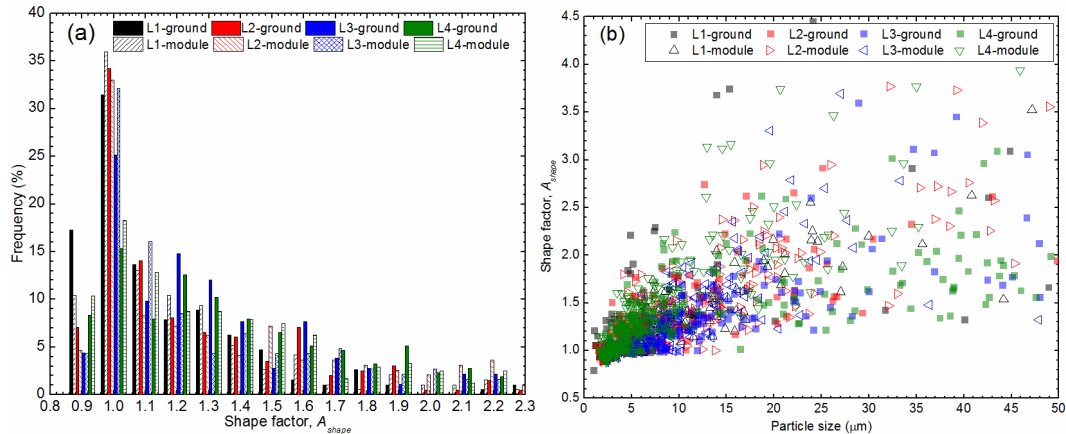 (a)
L1-ground L2-ground L3-ground L4-ground
L1-module L2-module L3-module L4-module
40
35
30
25
20
15
10
5
0
Frequency (%)
0.8 0.9 1.0 1.1 1.2 1.3 1.4 1.5 1.6 1.7 1.8 1.9 2.0 2.1 2.2 2.3
Shape factor, Ashape
(b)
L1-ground L2-ground L3-ground L4-ground
L1-module L2-module L3-module L4-module
4.5
4.0
3.5
3.0
2.5
2.0
1.5
1.0
0.5
Shape factor, Ashape
0 5 10 15 20 25 30 35 40 45 50
Particle size (μm)